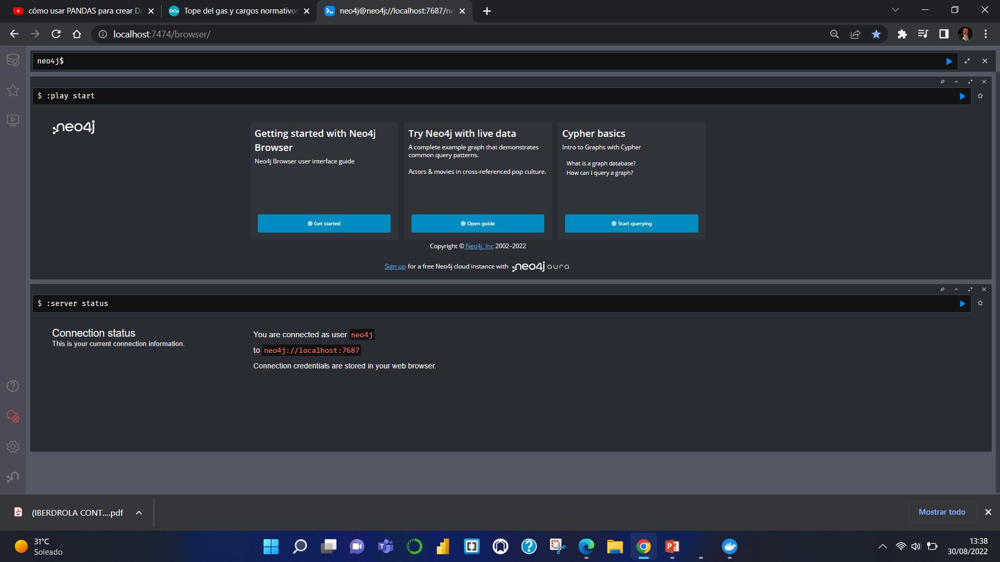 cómo usar PANDAS para crear DA
Tope del gas y cargos normativos
neo4j@neo4j://localhost:7687/ne
localhost:7474/browser/
neo4j$
$ :play start
neo4j
Getting started with Neo4j
Browser
Neo4j Browser user interface guide
Get started
Try Neo4j with live data
A complete example graph that demonstrates
common query patterns.
Actors & movies in cross-referenced pop culture.
Open guide
Cypher basics
Intro to Graphs with Cypher
What is a graph database?
How can I query a graph?
Start querying
Copyright © Neo4j, Inc 2002–2022
Sign up for a free Neo4j cloud instance with neo4j aura
$ :server status
Connection status
This is your current connection information.
You are connected as user neo4j
to neo4j://localhost:7687
Connection credentials are stored in your web browser.
(IBERDROLA CONT....pdf
Mostrar todo
31°C
Soleado
13:38
30/08/2022